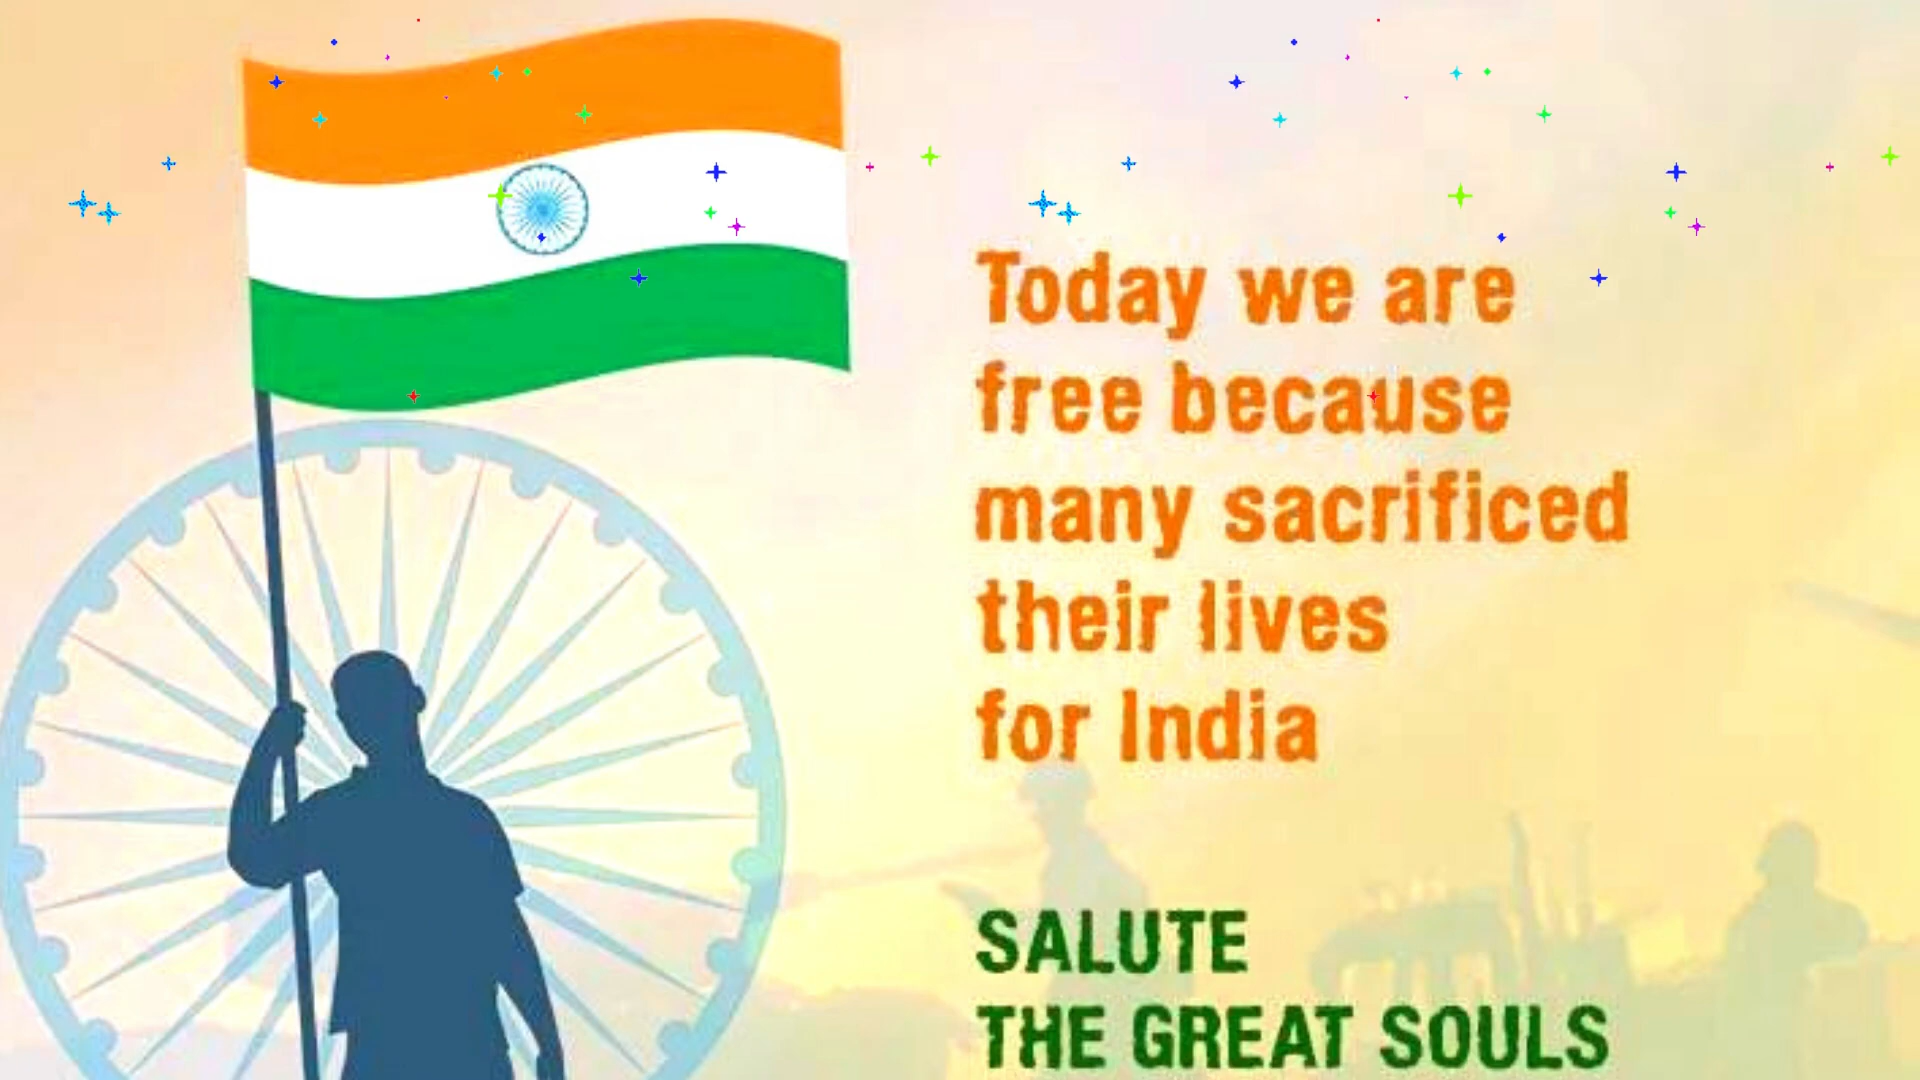 Today we are
free because
many sacrificed
their lives
for India
SALUTE
THE GREAT SOULS